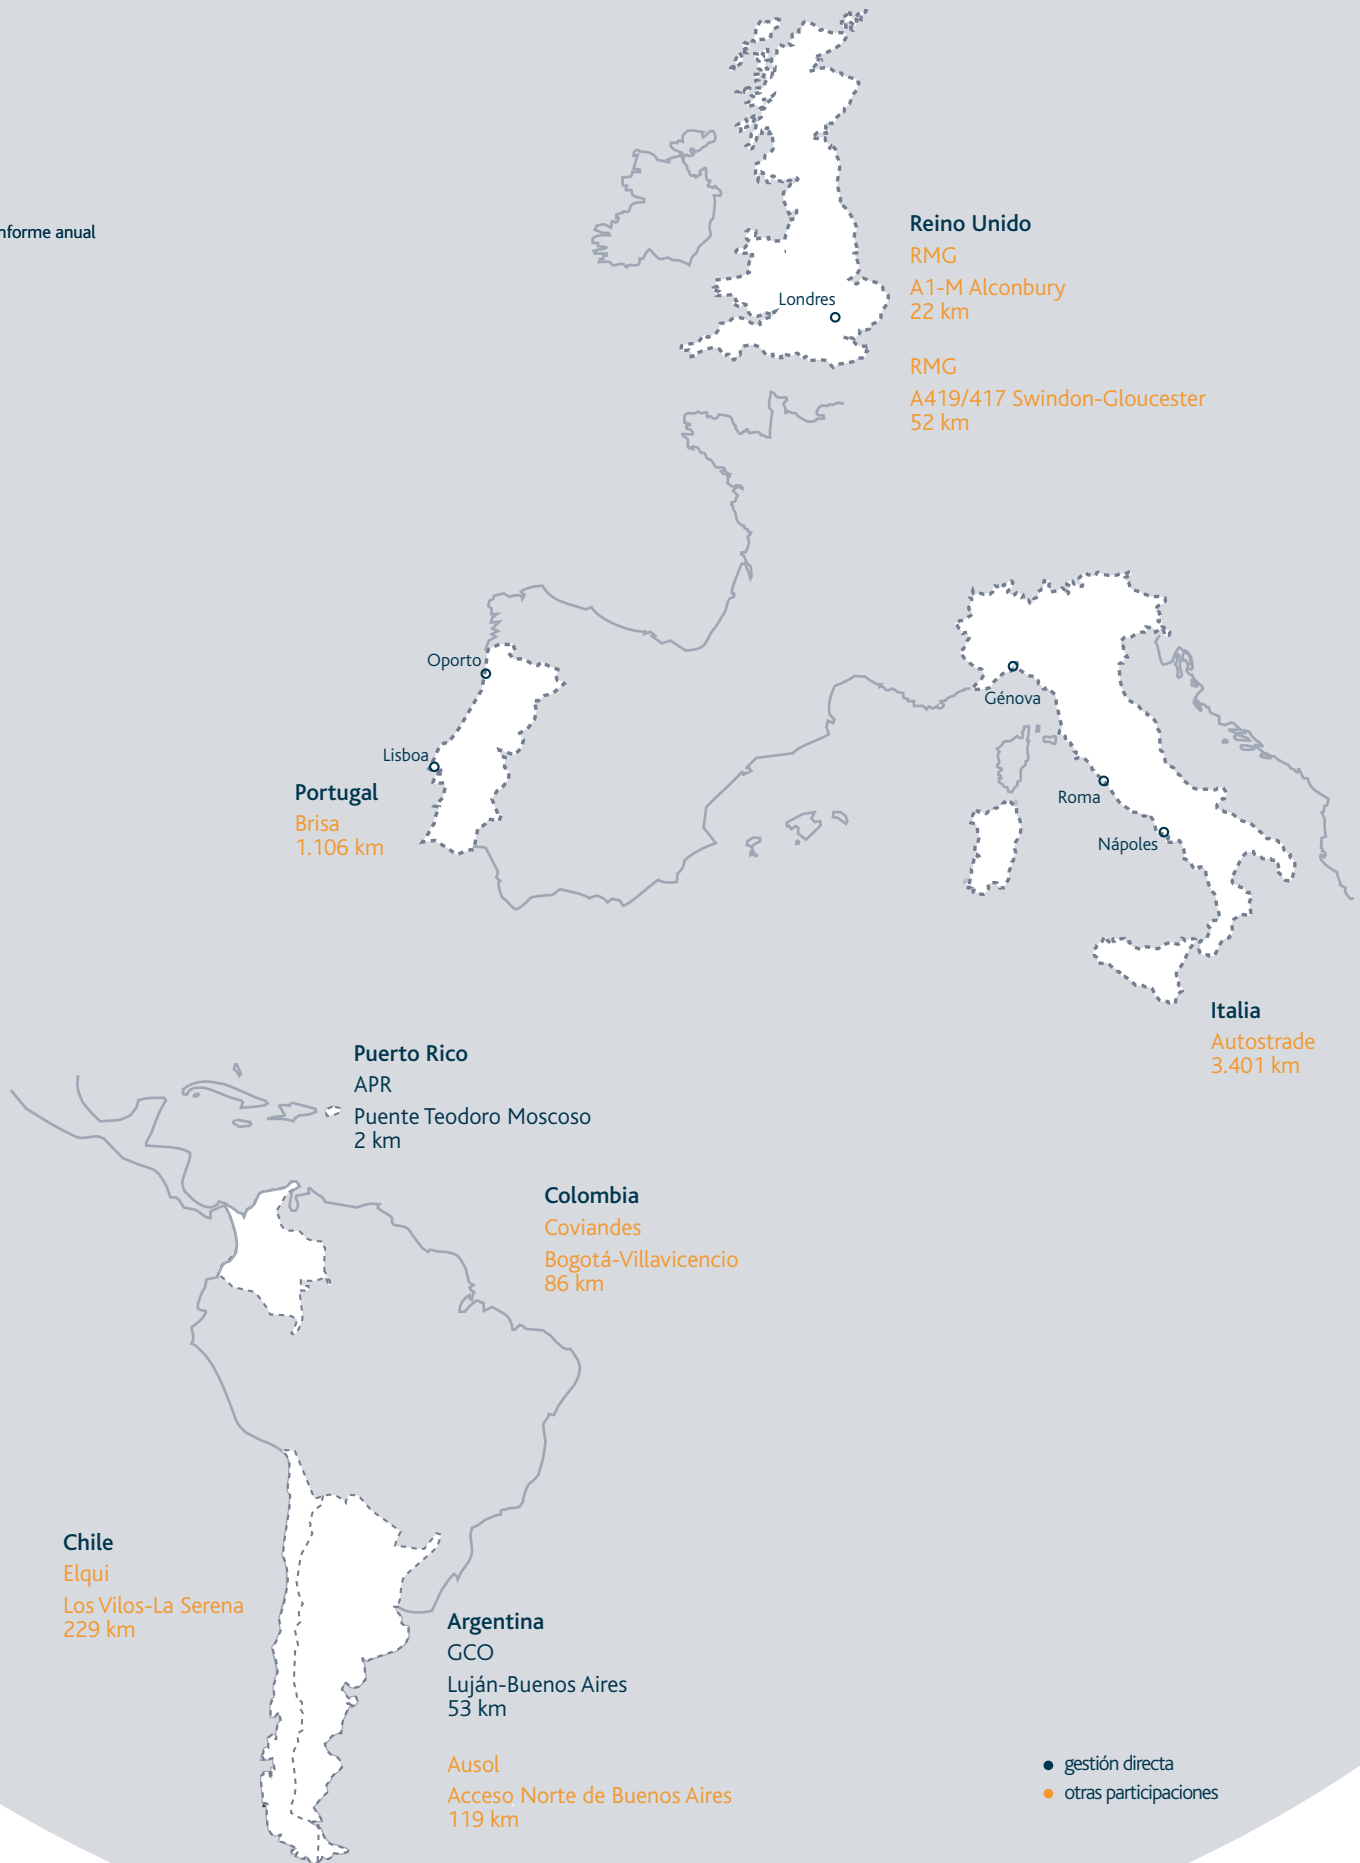 nforme anual
Reino Unido
RMG
A1-M Alconbury
22 km
RMG
A419/417 Swindon-Gloucester
52 km
Londres
Oporto
Lisboa
Portugal
Brisa
1.106 km
Génova
Roma
Nápoles
Italia
Autostrade
3.401 km
Puerto Rico
APR
Puente Teodoro Moscoso
2 km
Colombia
Coviandes
Bogotá-Villavicencio
86 km
Chile
Elqui
Los Vilos-La Serena
229 km
Argentina
GCO
Luján-Buenos Aires
53 km
Ausol
Acceso Norte de Buenos Aires
119 km
gestión directa
otras participaciones